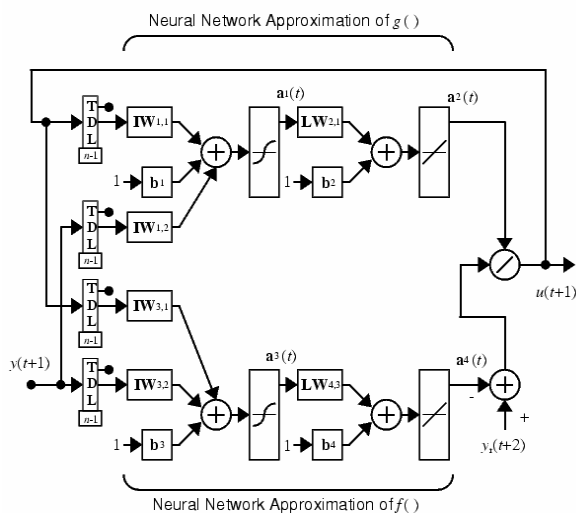 Neural Network Approximation of g ( )
a¹(t)
a²(t)
T
D
L
n-1
IW1,1
LW2,1
1
b1
1
b2
T
D
L
n-1
IW1,2
u(t+1)
T
D
L
n-1
IW3,1
y(t+1)
a³(t)
a⁴(t)
T
D
L
n-1
IW3,2
LW4,3
-
+
1
b3
1
b4
yr(t+2)
Neural Network Approximation of f ( )